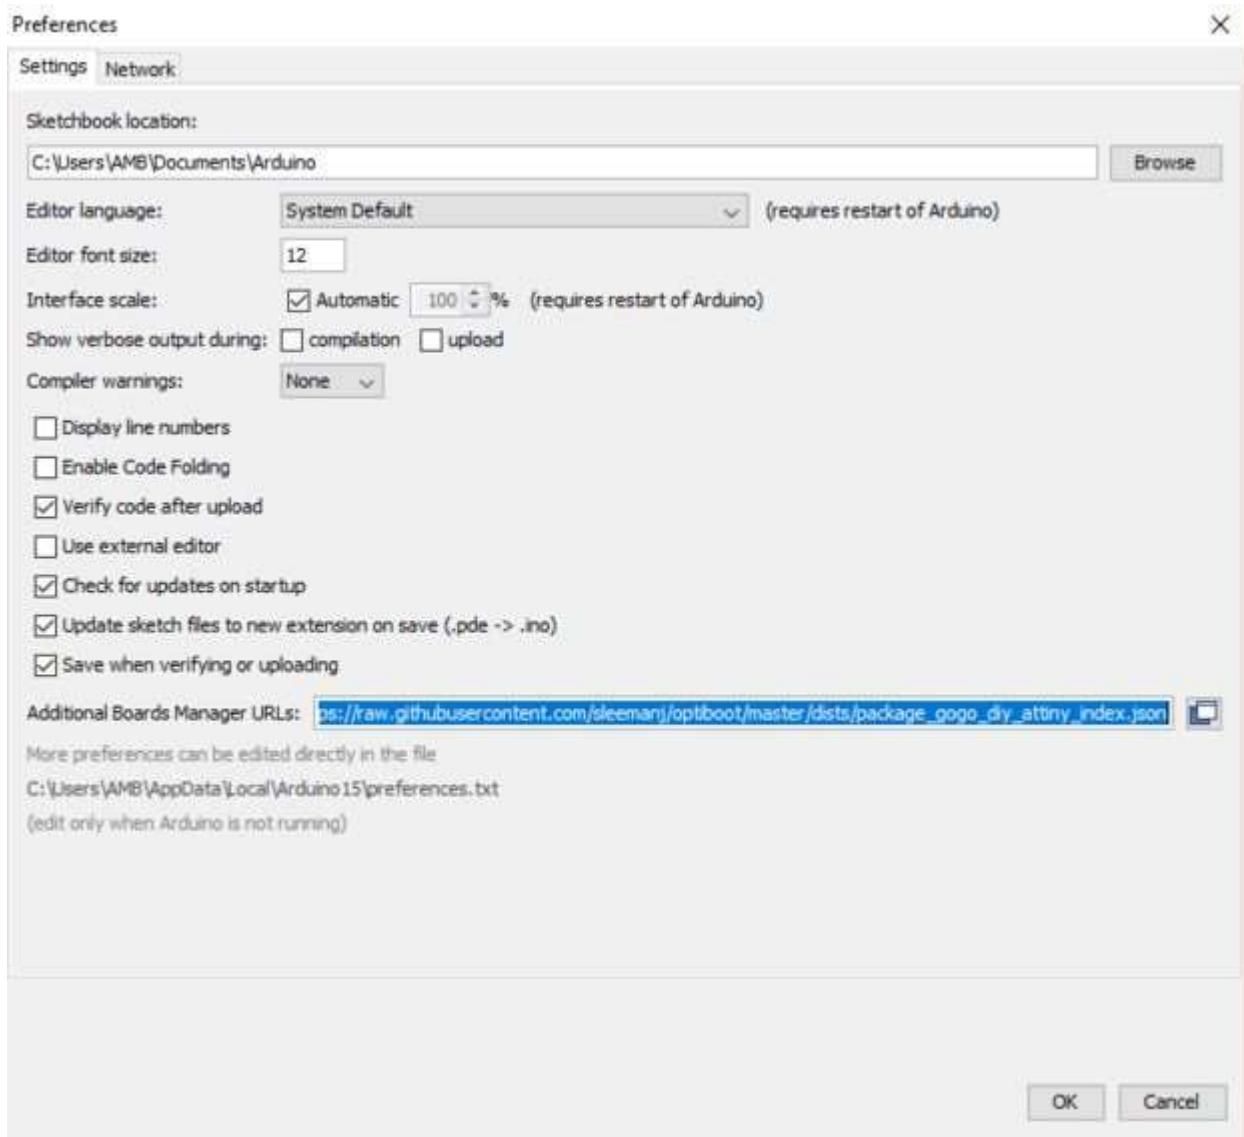 Preferences
Settings Network
Sketchbook location:
C:\Users\AMB\Documents\Arduino Browse
Editor language: System Default (requires restart of Arduino)
Editor font size: 12
Interface scale: Automatic 100 % (requires restart of Arduino)
Show verbose output during: compilation upload
Compiler warnings: None
Display line numbers
Enable Code Folding
Verify code after upload
Use external editor
Check for updates on startup
Update sketch files to new extension on save (.pde -> .ino)
Save when verifying or uploading
Additional Boards Manager URLs: ps://raw.githubusercontent.com/sleemanj/optiboot/master/dists/package_gogo_diy_attiny_index.json
More preferences can be edited directly in the file
C:\Users\AMB\AppData\Local\Arduino15\preferences.txt
(edit only when Arduino is not running)
OK Cancel